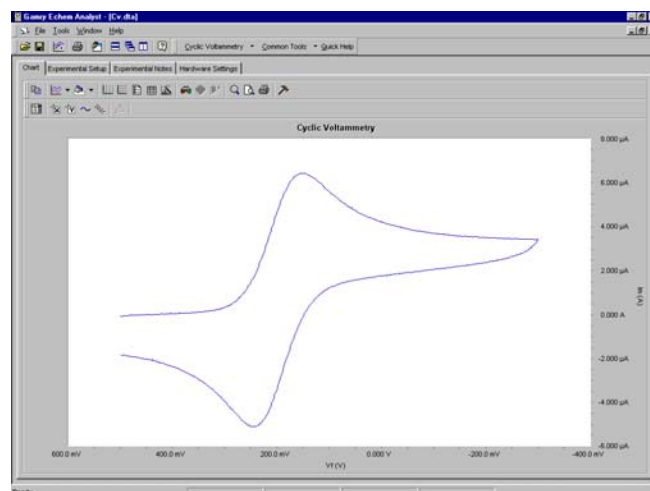 Gamry Echem Analyst - [Cv.dta]
File Tools Window Help
Cyclic Voltammetry Common Tools Quick Help
Chart Experimental Setup Experimental Notes Hardware Settings
Cyclic Voltammetry
8.000 µA
6.000 µA
4.000 µA
2.000 µA
0.000 A
-2.000 µA
-4.000 µA
-6.000 µA
Im (A)
600.0 mV 400.0 mV 200.0 mV 0.000 V -200.0 mV -400.0 mV
Vf (V)